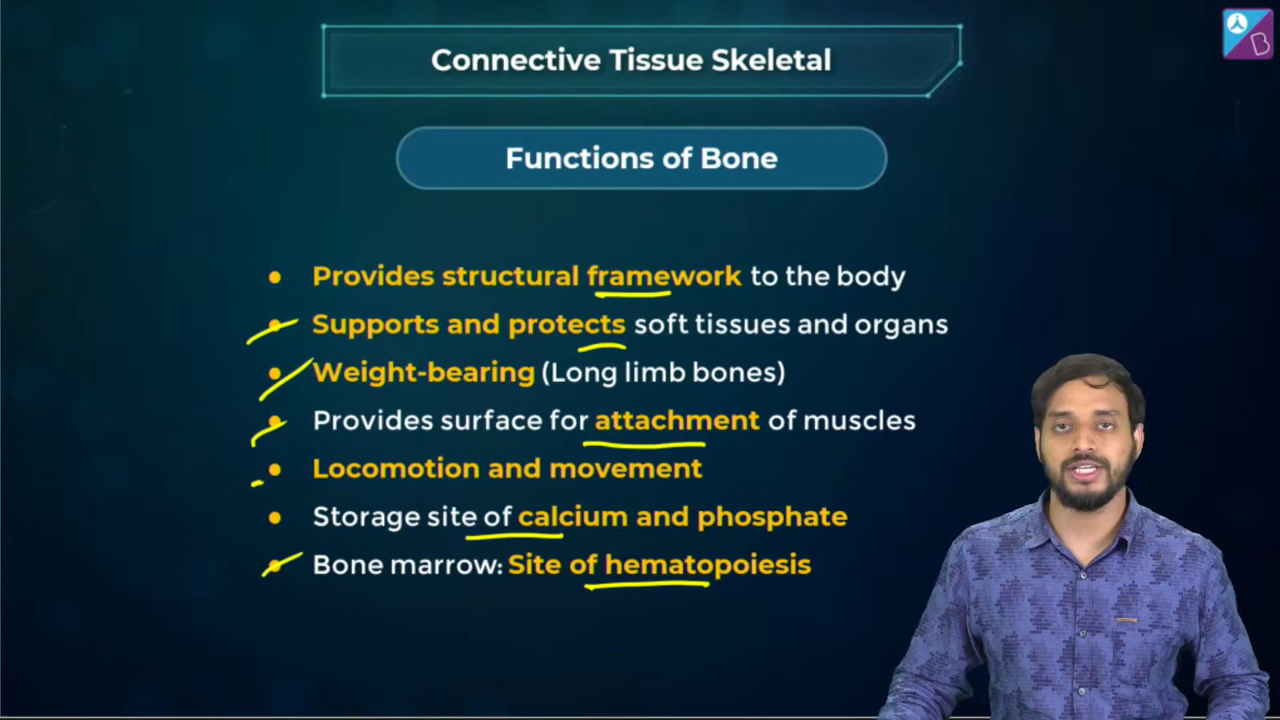 Connective Tissue Skeletal
Functions of Bone
• Provides structural framework to the body
• Supports and protects soft tissues and organs
• Weight-bearing (Long limb bones)
• Provides surface for attachment of muscles
• Locomotion and movement
• Storage site of calcium and phosphate
• Bone marrow: Site of hematopoiesis